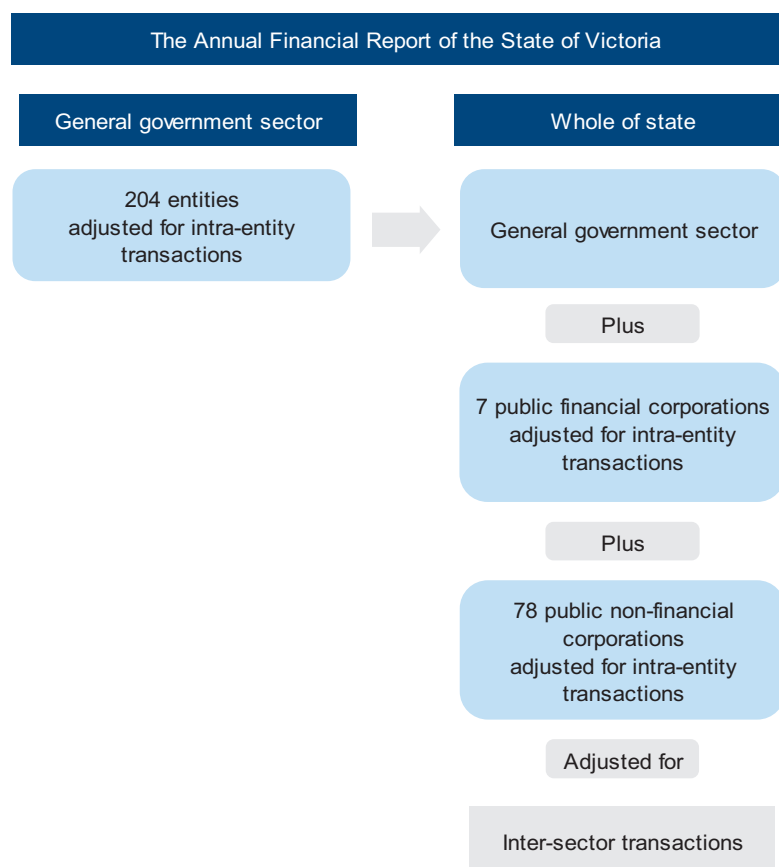 The Annual Financial Report of the State of Victoria
General government sector
204 entities
adjusted for intra-entity
transactions
Whole of state
General government sector
Plus
7 public financial corporations
adjusted for intra-entity
transactions
Plus
78 public non-financial
corporations
adjusted for intra-entity
transactions
Adjusted for
Inter-sector transactions